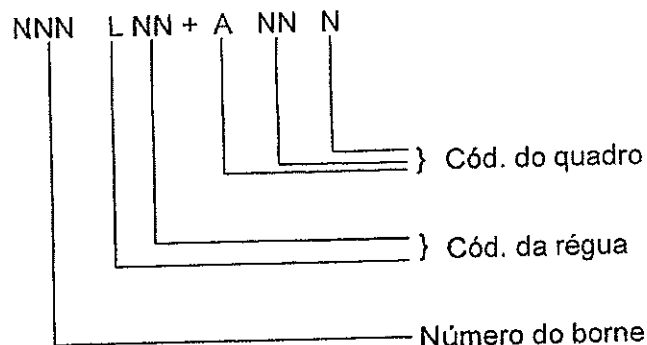 NNN L NN + A NN N
} Cód. do quadro
} Cód. da régua
Número do borne